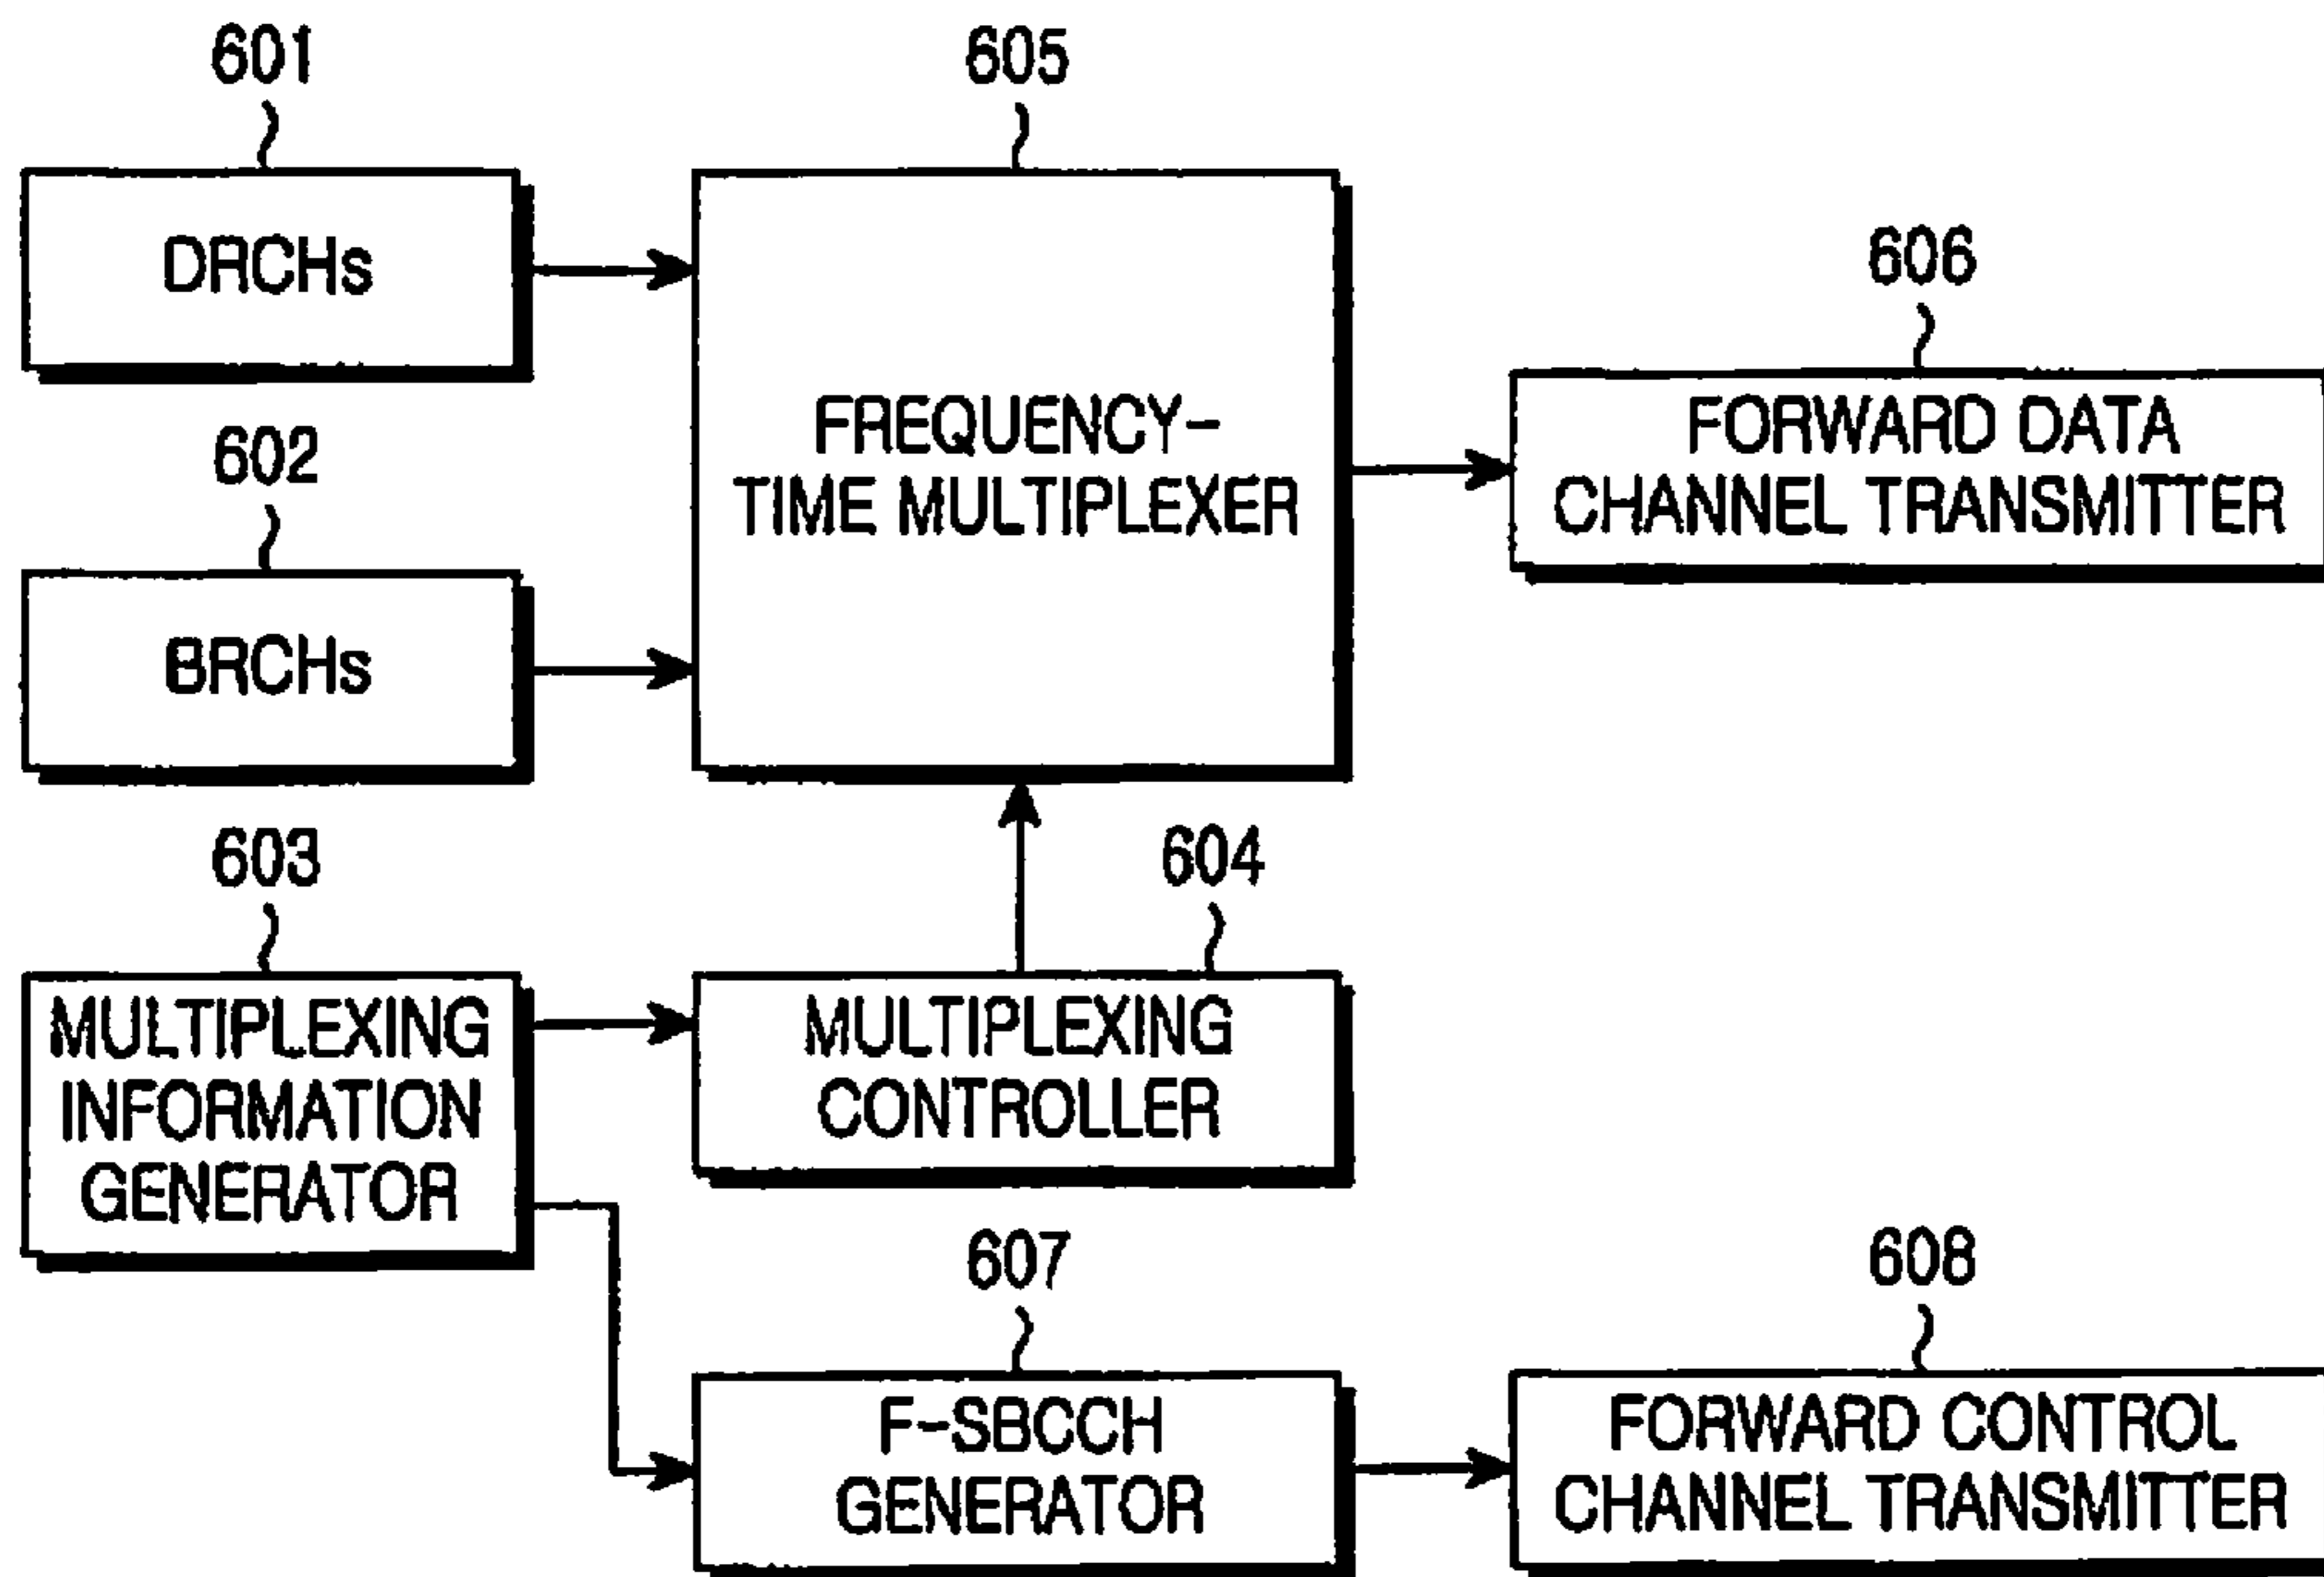 601
605
DRCHs
606
FREQUENCY-
TIME MULTIPLEXER
FORWARD DATA
CHANNEL TRANSMITTER
602
BRCHs
603
604
MULTIPLEXING
INFORMATION
GENERATOR
MULTIPLEXING
CONTROLLER
607
608
F-SBCCH
GENERATOR
FORWARD CONTROL
CHANNEL TRANSMITTER